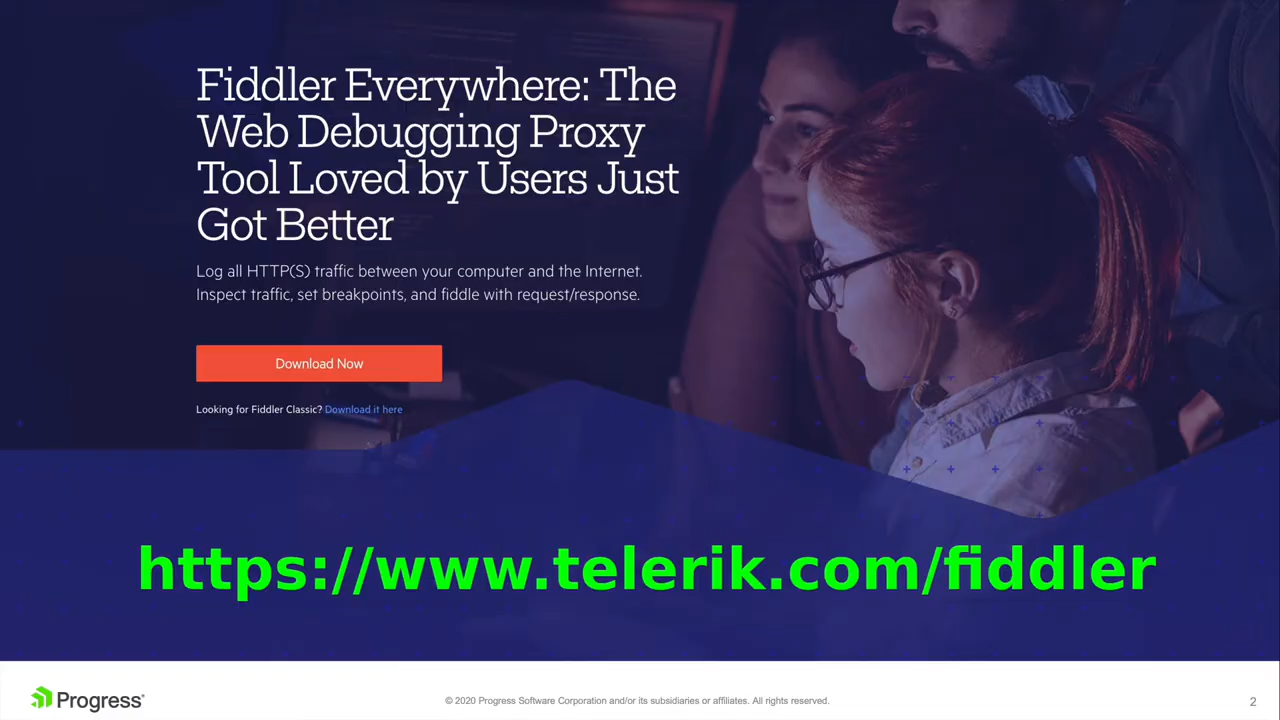 Fiddler Everywhere: The
Web Debugging Proxy
Tool Loved by Users Just
Got Better
Log all HTTP(S) traffic between your computer and the Internet.
Inspect traffic, set breakpoints, and fiddle with request/response.
Download Now
Looking for Fiddler Classic? Download it here
https://www.telerik.com/fiddler
Progress®
© 2020 Progress Software Corporation and/or its subsidiaries or affiliates. All rights reserved.
2